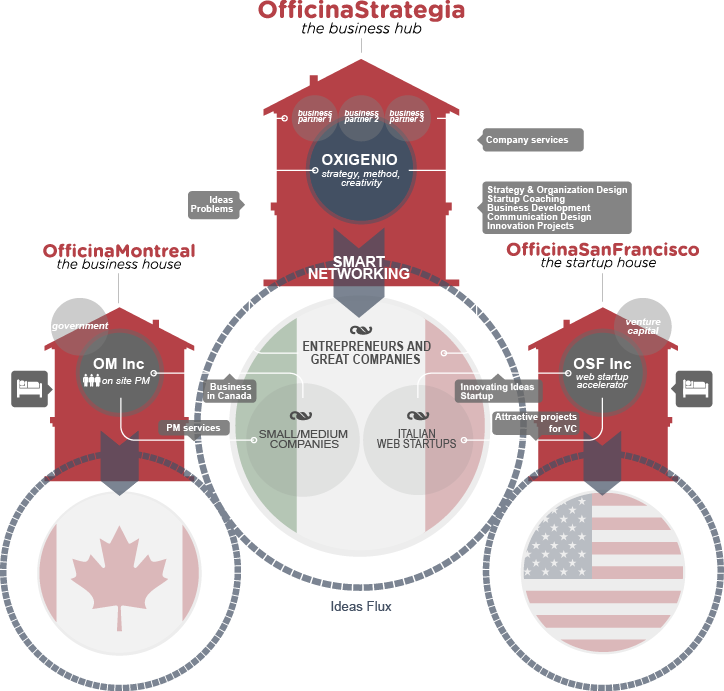 OfficinaStrategia
the business hub
business
partner 1
business
partner 2
business
partner 3
OXIGENIO
strategy, method,
creativity
Company services
Ideas
Problems
Strategy & Organization Design
Startup Coaching
Business Development
Communication Design
Innovation Projects
SMART
NETWORKING
OfficinaMontreal
the business house
OfficinaSanFrancisco
the startup house
government
OM Inc
on site PM
venture
capital
OSF Inc
web startup
accelerator
ENTREPRENEURS AND
GREAT COMPANIES
Business
in Canada
Innovating Ideas
Startup
PM services
Attractive projects
for VC
SMALL/MEDIUM
COMPANIES
ITALIAN
WEB STARTUPS
Ideas Flux